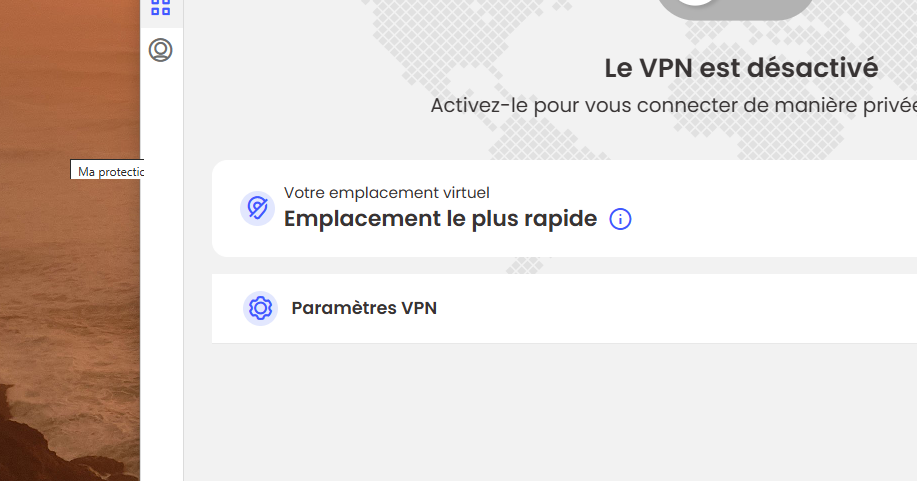 Le VPN est désactivé
Activez-le pour vous connecter de manière privée
Ma protectio
Votre emplacement virtuel
Emplacement le plus rapide
Paramètres VPN